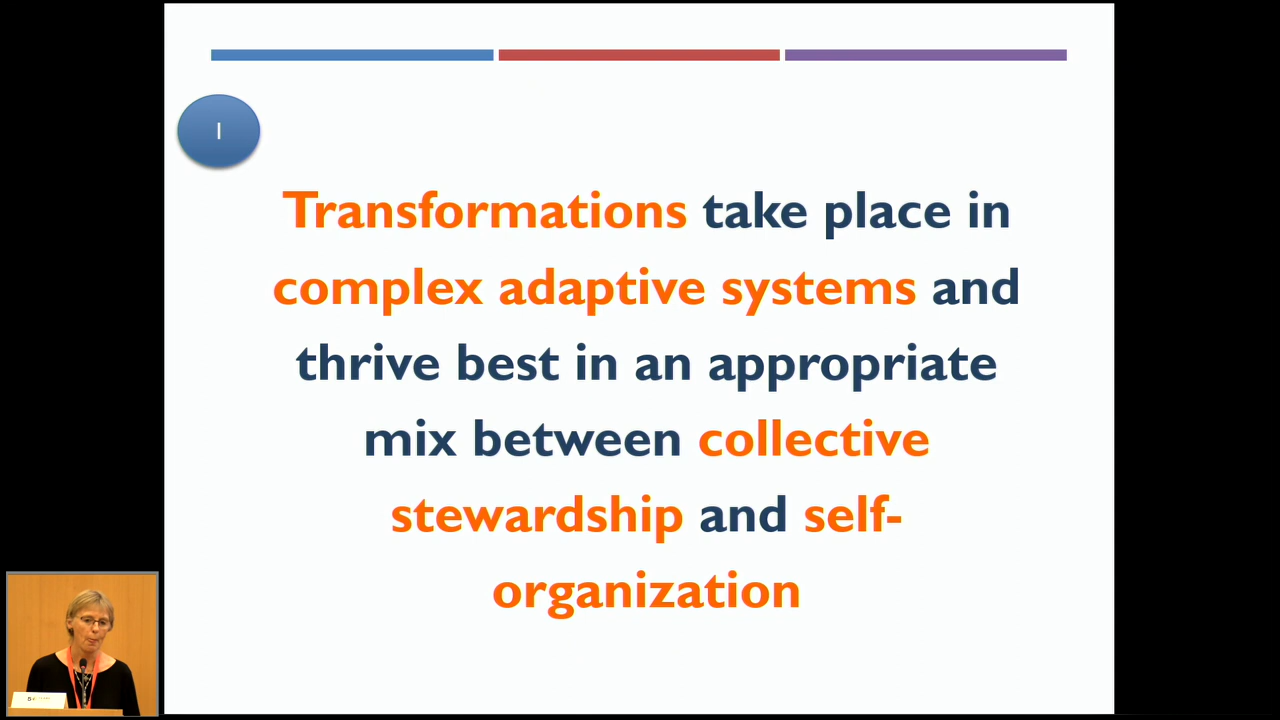 1
Transformations take place in
complex adaptive systems and
thrive best in an appropriate
mix between collective
stewardship and self-
organization